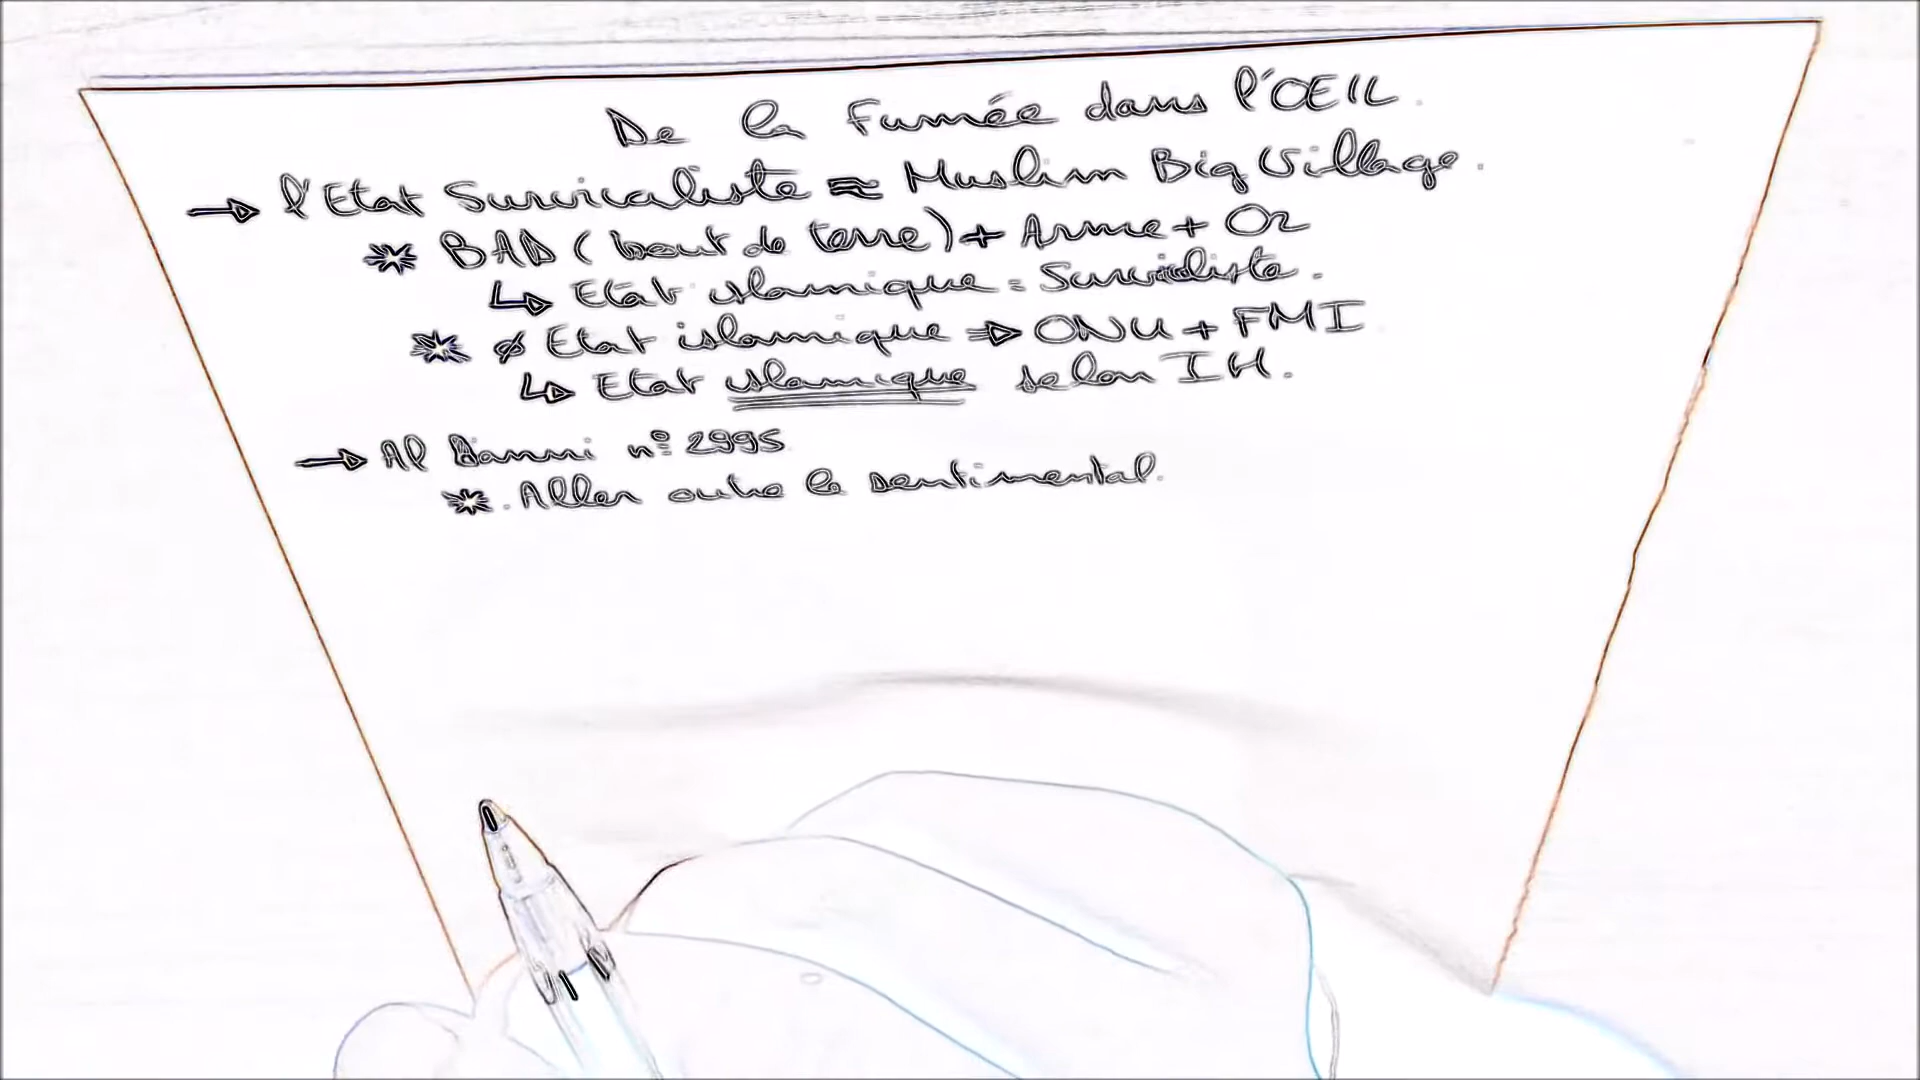 De la Fumée dans l'OEIL.
→ l'Etat Survivaliste ≈ Muslim Big Village.
* BAD (bout de terre) + Arme + Or
↳ Etat islamique = Survivaliste.
* ø Etat islamique ⇒ ONU + FMI
↳ Etat islamique selon IH.
→ Al n° 2995
* . Aller outre le sentimental.